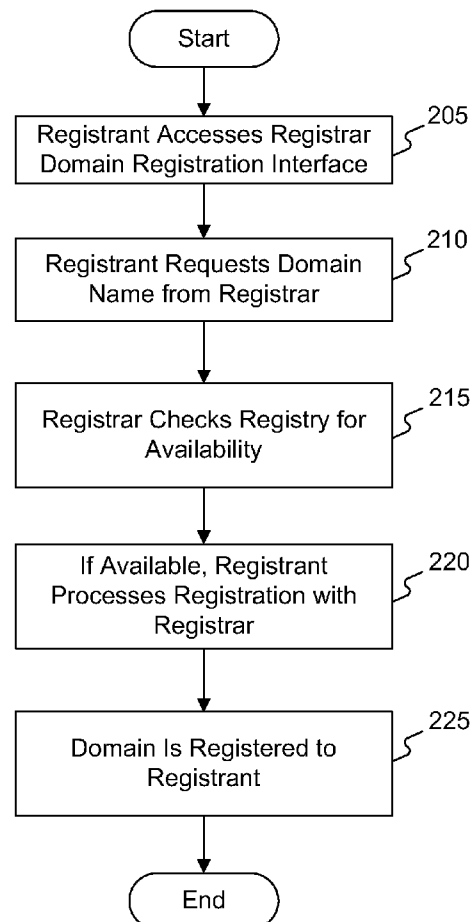 Start
205
Registrant Accesses Registrar
Domain Registration Interface
210
Registrant Requests Domain
Name from Registrar
215
Registrar Checks Registry for
Availability
220
If Available, Registrant
Processes Registration with
Registrar
225
Domain Is Registered to
Registrant
End